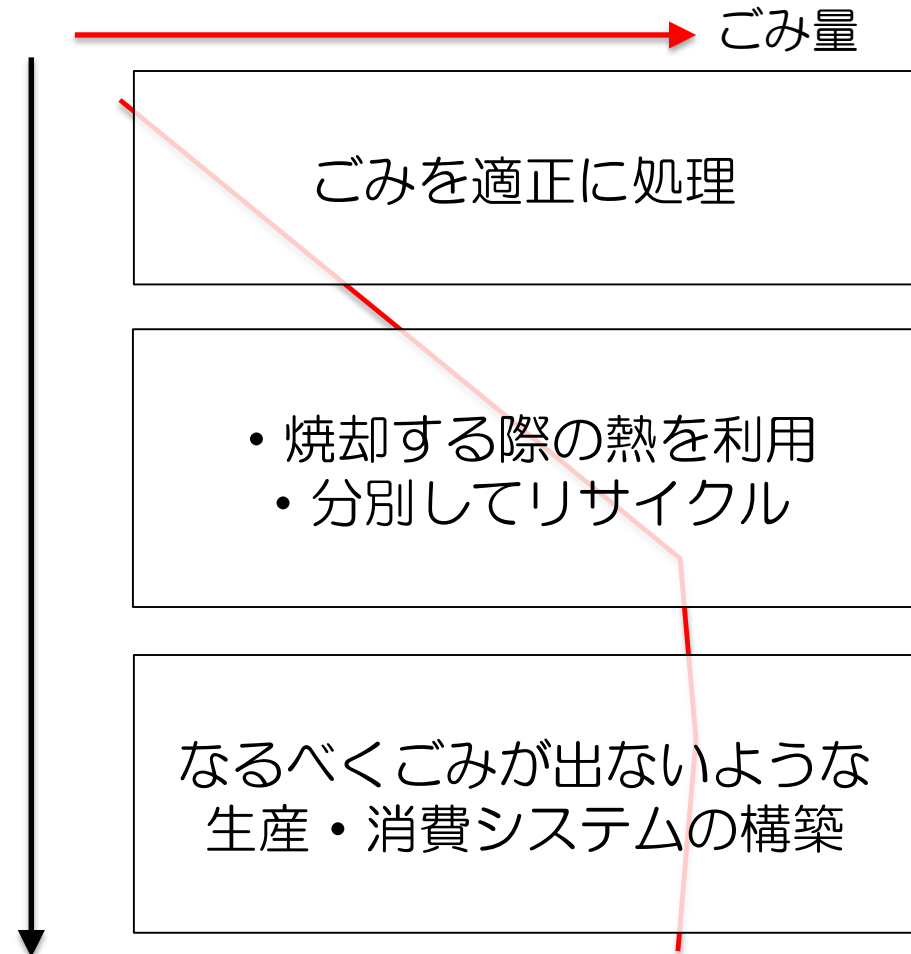 ごみ量
ごみを適正に処理
・焼却する際の熱を利用
・分別してリサイクル
なるべくごみが出ないような
生産・消費システムの構築